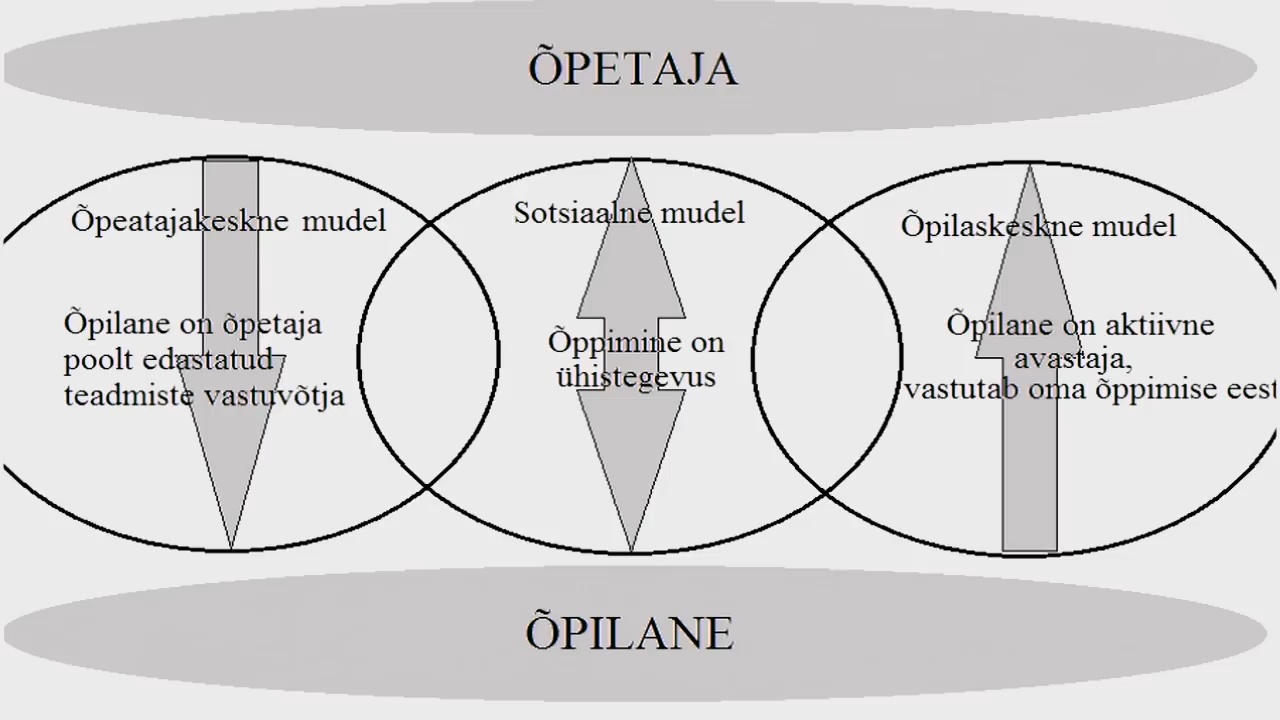 ÕPETAJA
Õpeatajakeskne mudel
Õpilane on õpetaja
poolt edastatud
teadmiste vastuvõtja
Sotsiaalne mudel
Õppimine on
ühistegevus
Õpilaskeskne mudel
Õpilane on aktiivne
avastaja,
vastutab oma õppimise eest
ÕPILANE